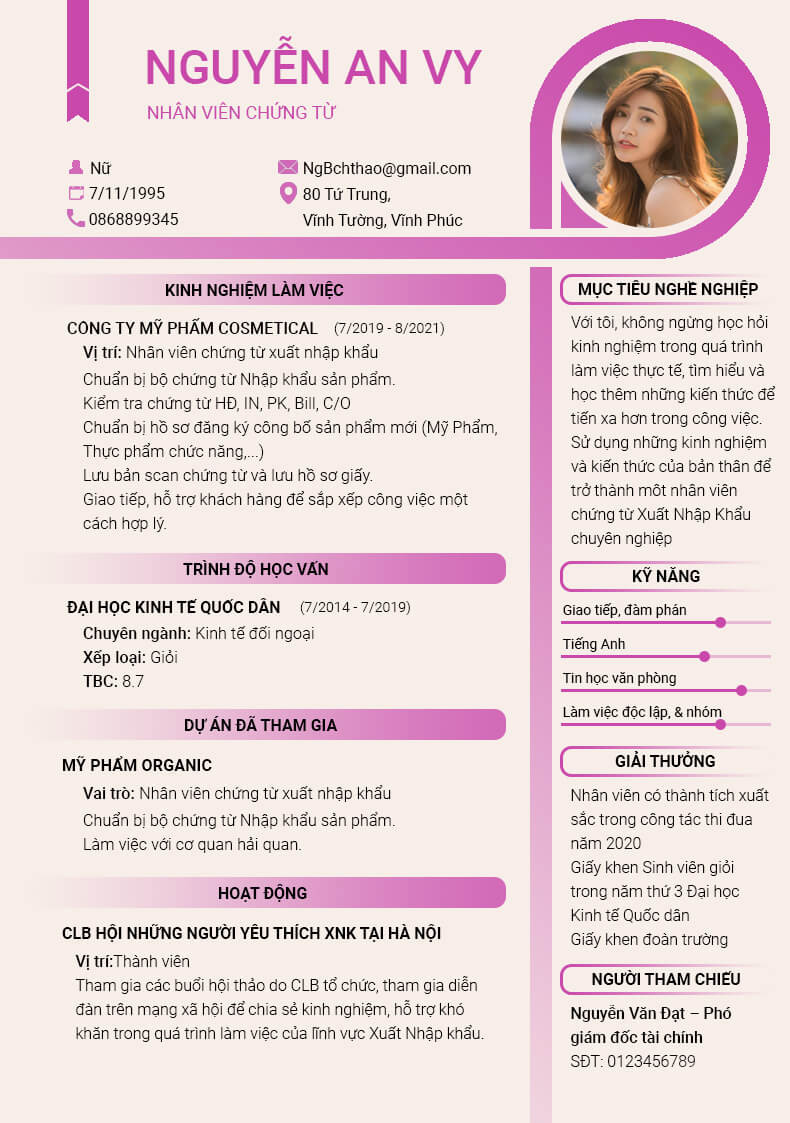 NGUYỄN AN VY
NHÂN VIÊN CHỨNG TỪ
Nữ
7/11/1995
0868899345
NgBchthao@gmail.com
80 Tứ Trung,
Vĩnh Tường, Vĩnh Phúc
KINH NGHIỆM LÀM VIỆC
CÔNG TY MỸ PHẨM COSMETICAL (7/2019 - 8/2021)
Vị trí: Nhân viên chứng từ xuất nhập khẩu
Chuẩn bị bộ chứng từ Nhập khẩu sản phẩm.
Kiểm tra chứng từ HĐ, IN, PK, Bill, C/O
Chuẩn bị hồ sơ đăng ký công bố sản phẩm mới (Mỹ Phẩm,
Thực phẩm chức năng,...)
Lưu bản scan chứng từ và lưu hồ sơ giấy.
Giao tiếp, hỗ trợ khách hàng để sắp xếp công việc một
cách hợp lý.
TRÌNH ĐỘ HỌC VẤN
ĐẠI HỌC KINH TẾ QUỐC DÂN (7/2014 - 7/2019)
Chuyên ngành: Kinh tế đối ngoại
Xếp loại: Giỏi
TBC: 8.7
DỰ ÁN ĐÃ THAM GIA
MỸ PHẨM ORGANIC
Vai trò: Nhân viên chứng từ xuất nhập khẩu
Chuẩn bị bộ chứng từ Nhập khẩu sản phẩm.
Làm việc với cơ quan hải quan.
HOẠT ĐỘNG
CLB HỘI NHỮNG NGƯỜI YÊU THÍCH XNK TẠI HÀ NỘI
Vị trí:Thành viên
Tham gia các buổi hội thảo do CLB tổ chức, tham gia diễn
đàn trên mạng xã hội để chia sẻ kinh nghiệm, hỗ trợ khó
khăn trong quá trình làm việc của lĩnh vực Xuất Nhập khẩu.
MỤC TIÊU NGHỀ NGHIỆP
Với tôi, không ngừng học hỏi
kinh nghiệm trong quá trình
làm việc thực tế, tìm hiểu và
học thêm những kiến thức để
tiến xa hơn trong công việc.
Sử dụng những kinh nghiệm
và kiến thức của bản thân để
trở thành môt nhân viên
chứng từ Xuất Nhập Khẩu
chuyên nghiệp
KỸ NĂNG
Giao tiếp, đàm phán
Tiếng Anh
Tin học văn phòng
Làm việc độc lập, & nhóm
GIẢI THƯỞNG
Nhân viên có thành tích xuất
sắc trong công tác thi đua
năm 2020
Giấy khen Sinh viên giỏi
trong năm thứ 3 Đại học
Kinh tế Quốc dân
Giấy khen đoàn trường
NGƯỜI THAM CHIẾU
Nguyễn Văn Đạt – Phó
giám đốc tài chính
SĐT: 0123456789